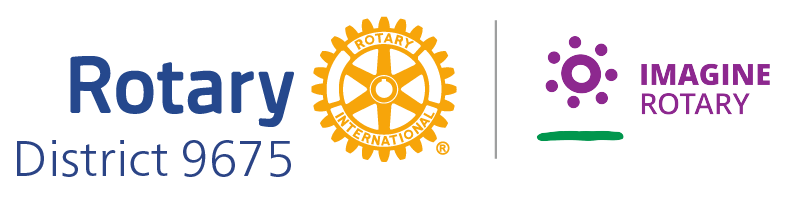 Rotary
District 9675
ROTARY
INTERNATIONAL
®
IMAGINE
ROTARY